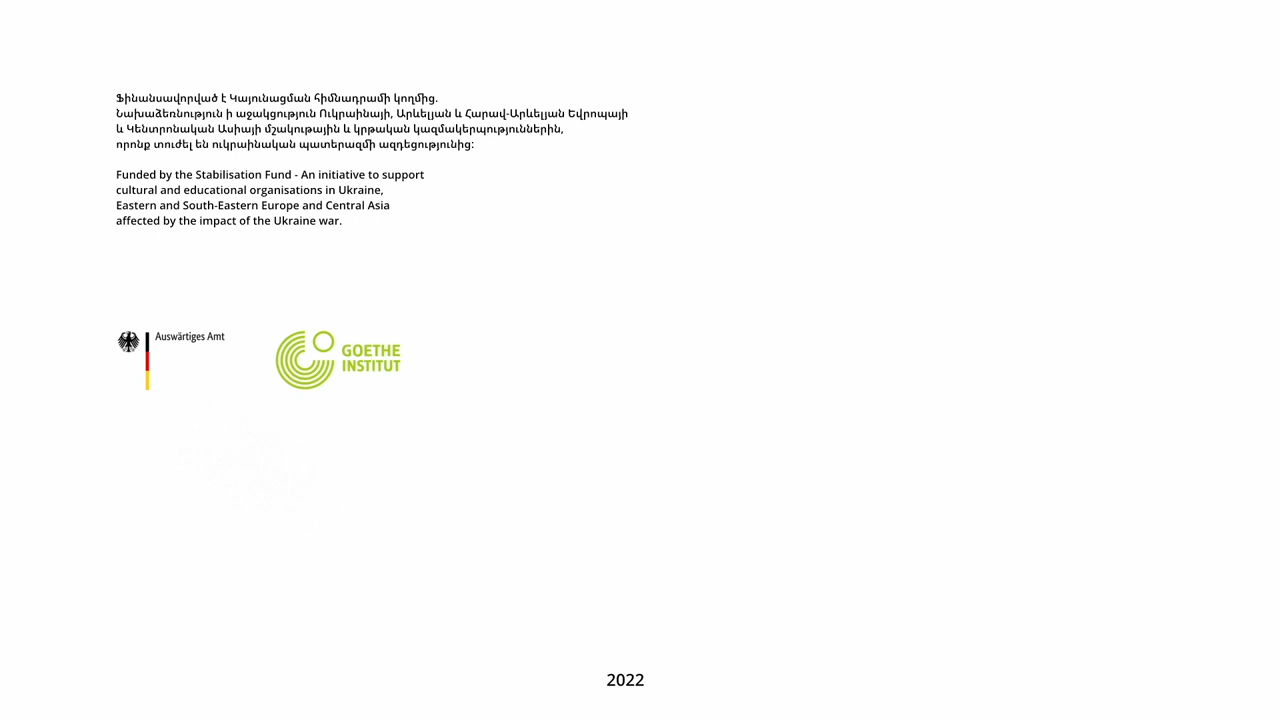 Ֆինանսավորված է Կայունացման հիմնադրամի կողմից.
Նախաձեռնություն ի աջակցություն Ուկրաինայի, Արևելյան և Հարավ-Արևելյան Եվրոպայի
և Կենտրոնական Ասիայի մշակութային և կրթական կազմակերպություններին,
որոնք տուժել են ուկրաինական պատերազմի ազդեցությունից:
Funded by the Stabilisation Fund - An initiative to support
cultural and educational organisations in Ukraine,
Eastern and South-Eastern Europe and Central Asia
affected by the impact of the Ukraine war.
Auswärtiges Amt
GOETHE
INSTITUT
2022